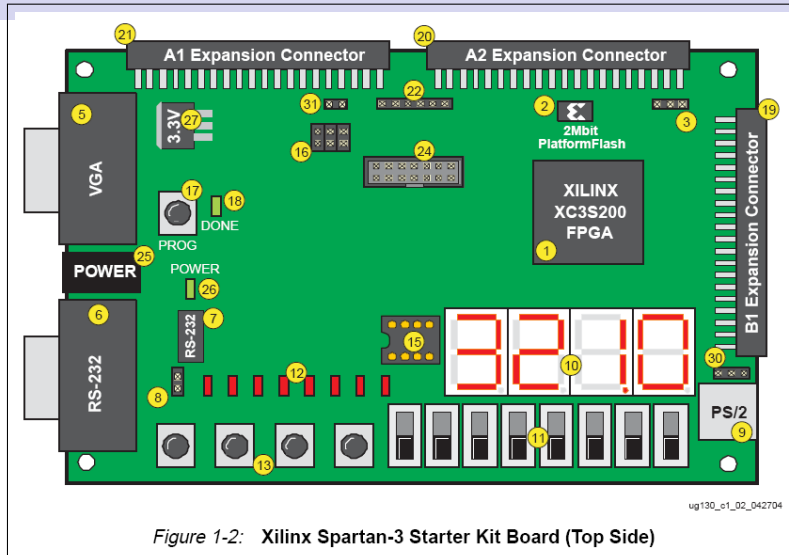 21
A1 Expansion Connector
20
A2 Expansion Connector
5
VGA
27
3.3V
31
22
2
2Mbit
PlatformFlash
3
19
B1 Expansion Connector
16
24
XILINX
XC3S200
FPGA
1
17
18
DONE
PROG
POWER
25
POWER
26
6
RS-232
7
RS-232
8
12
15
3210
10
30
PS/2
9
13
11
ug130_c1_02_042704
Figure 1-2: Xilinx Spartan-3 Starter Kit Board (Top Side)